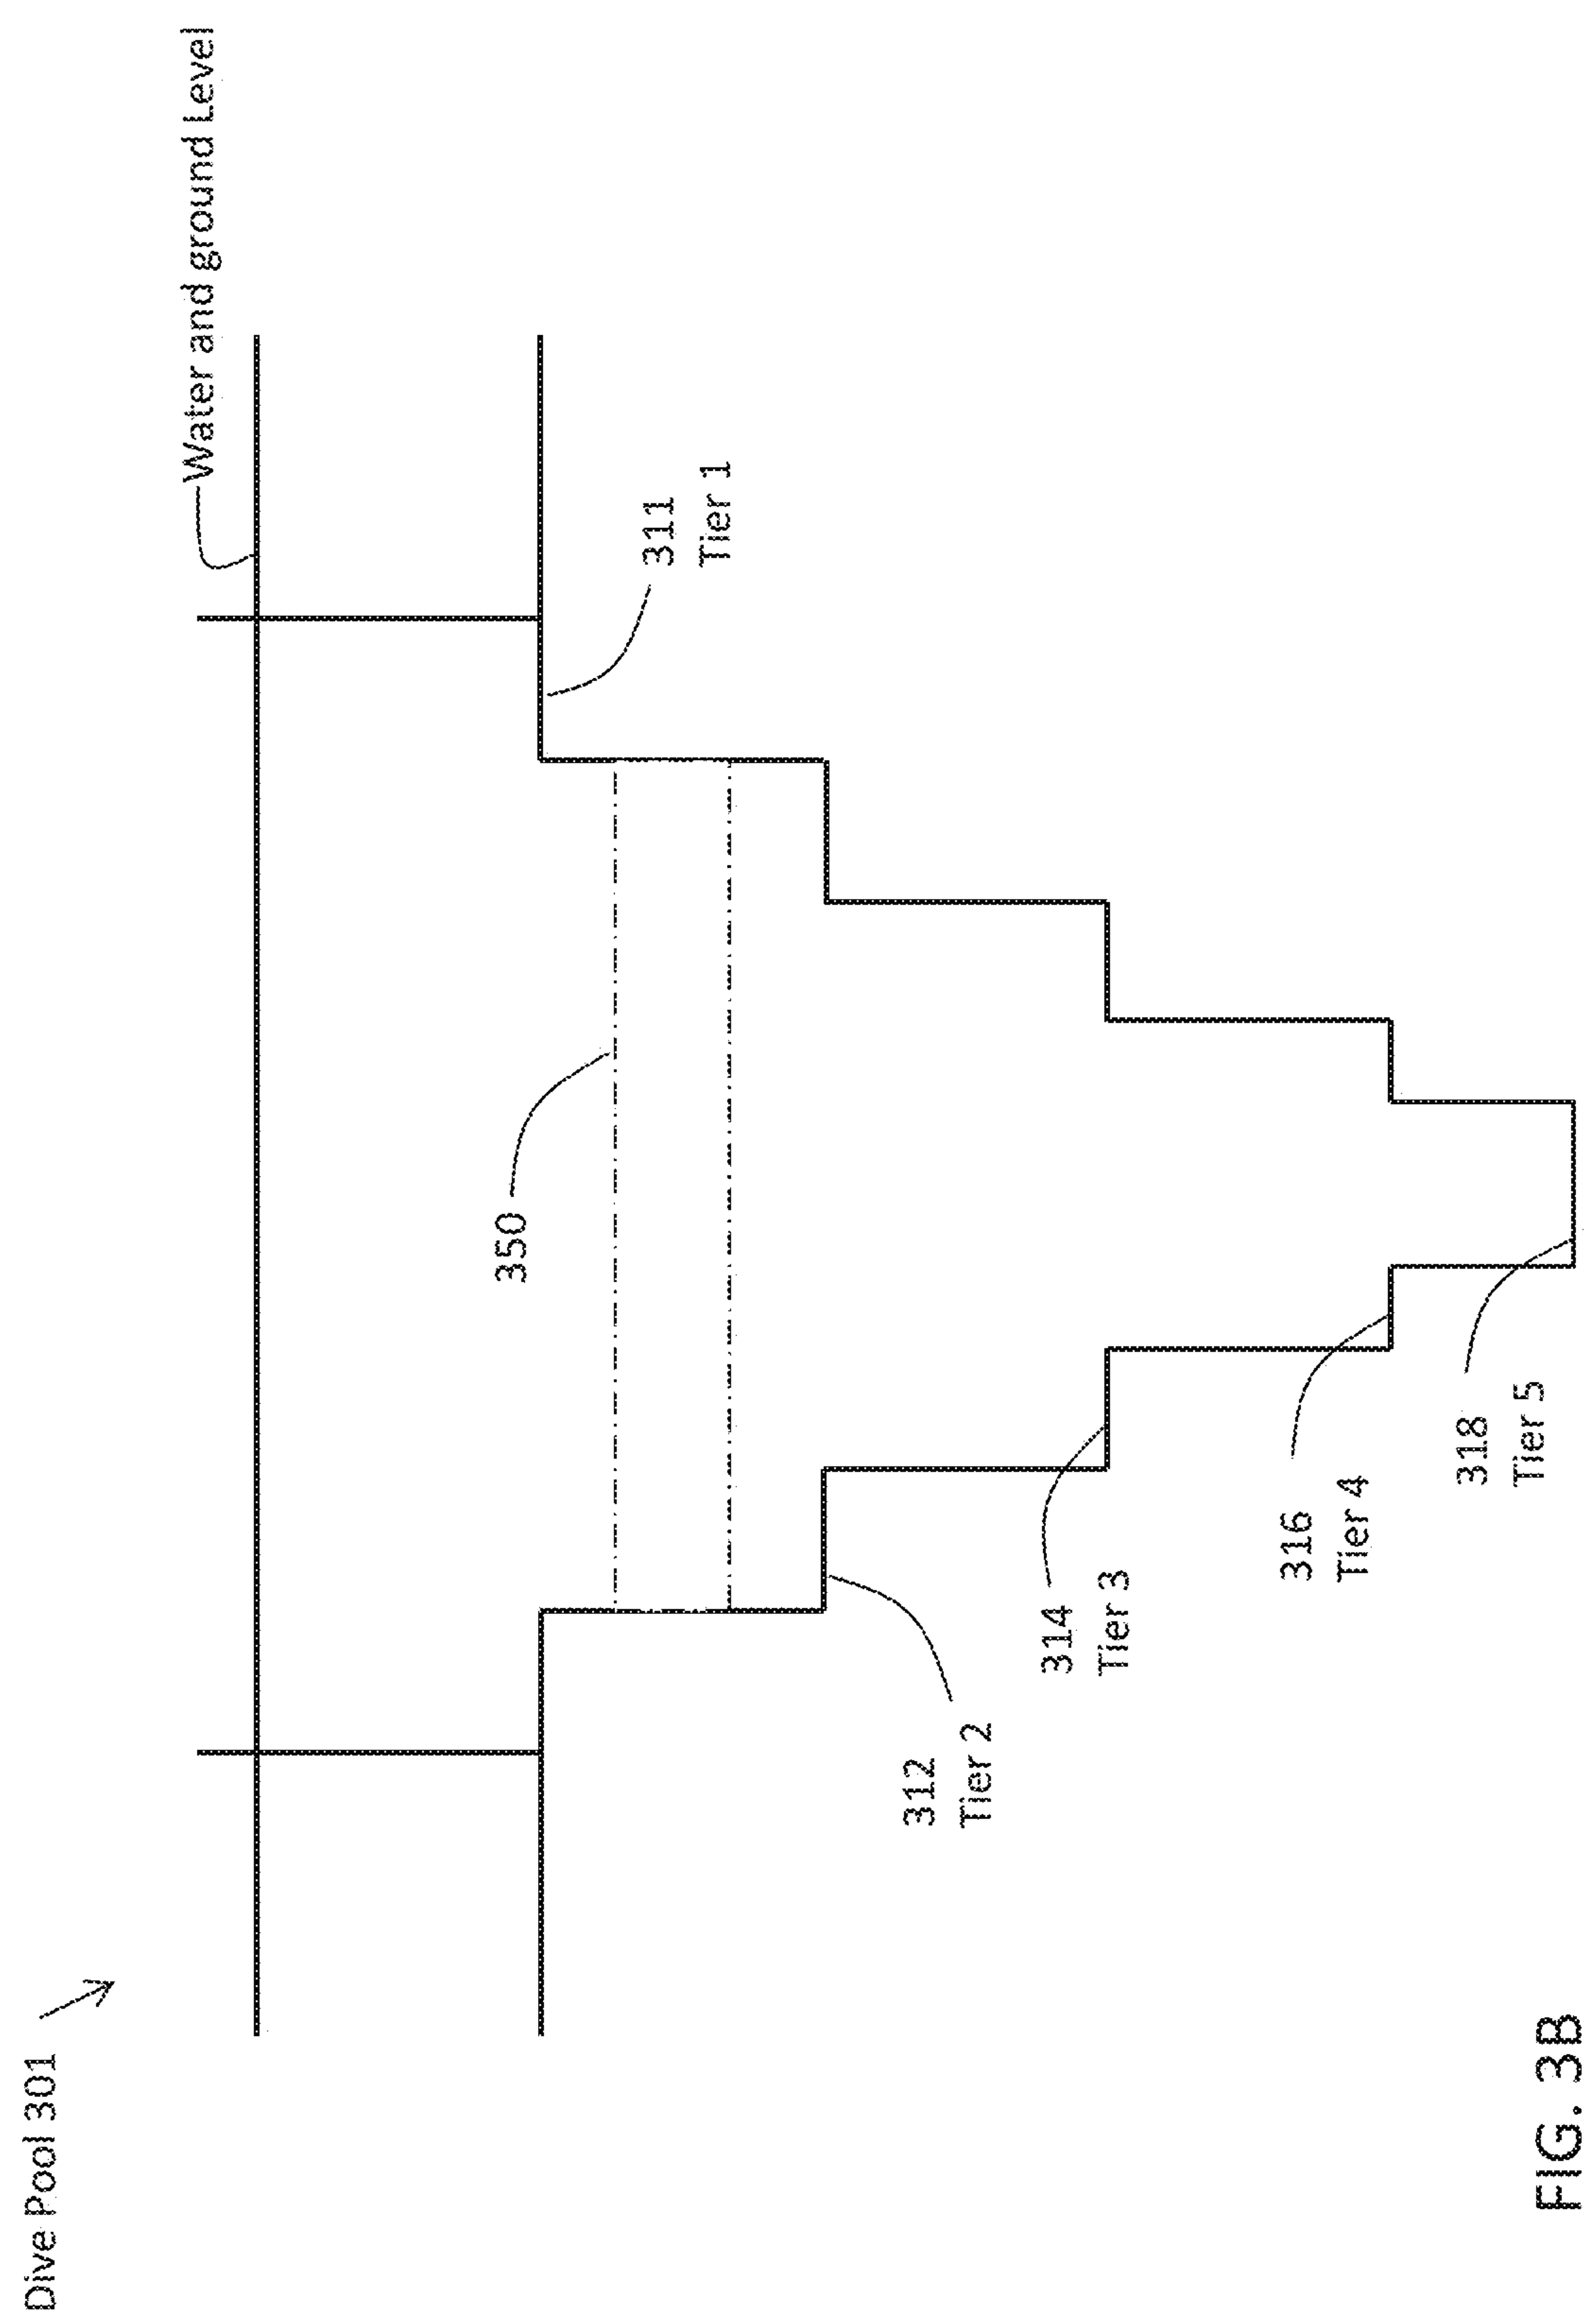 Dive Pool 301
Water and ground Level
350
311
Tier 1
312
Tier 2
314
Tier 3
316
Tier 4
318
Tier 5
FIG. 3B